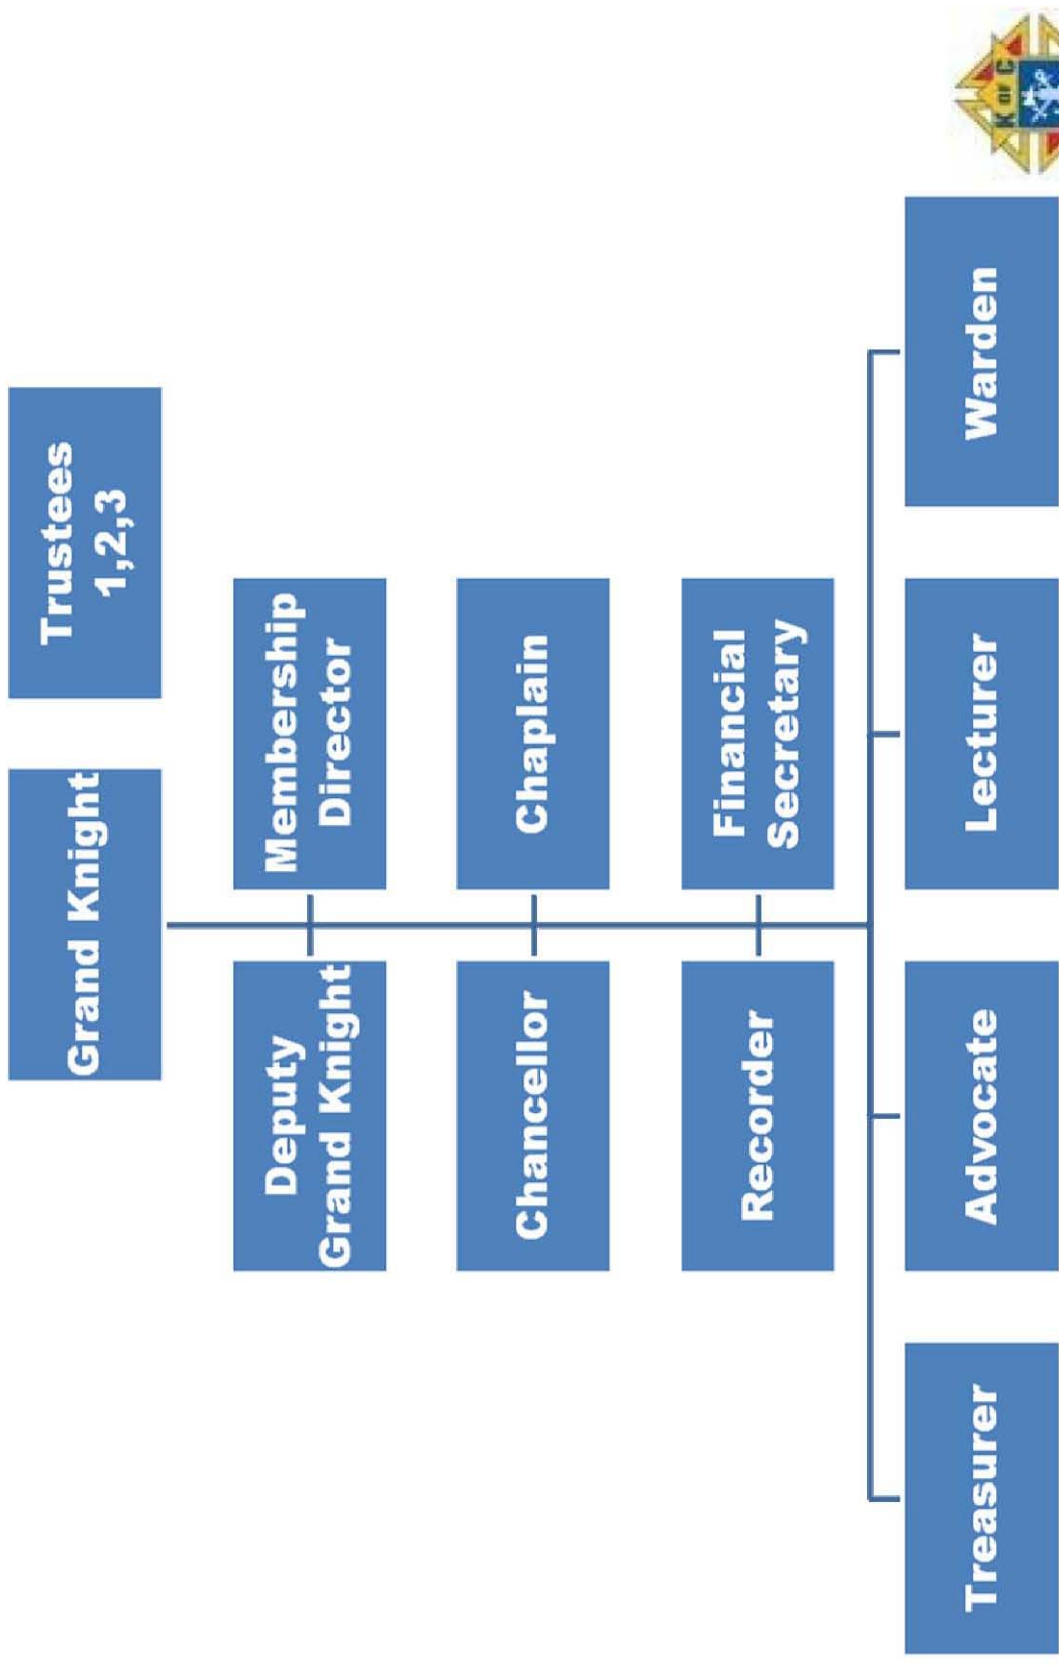 Grand Knight
Trustees
1,2,3
Deputy
Grand Knight
Membership
Director
Chancellor
Chaplain
Recorder
Financial
Secretary
Treasurer
Advocate
Lecturer
Warden
K OF C